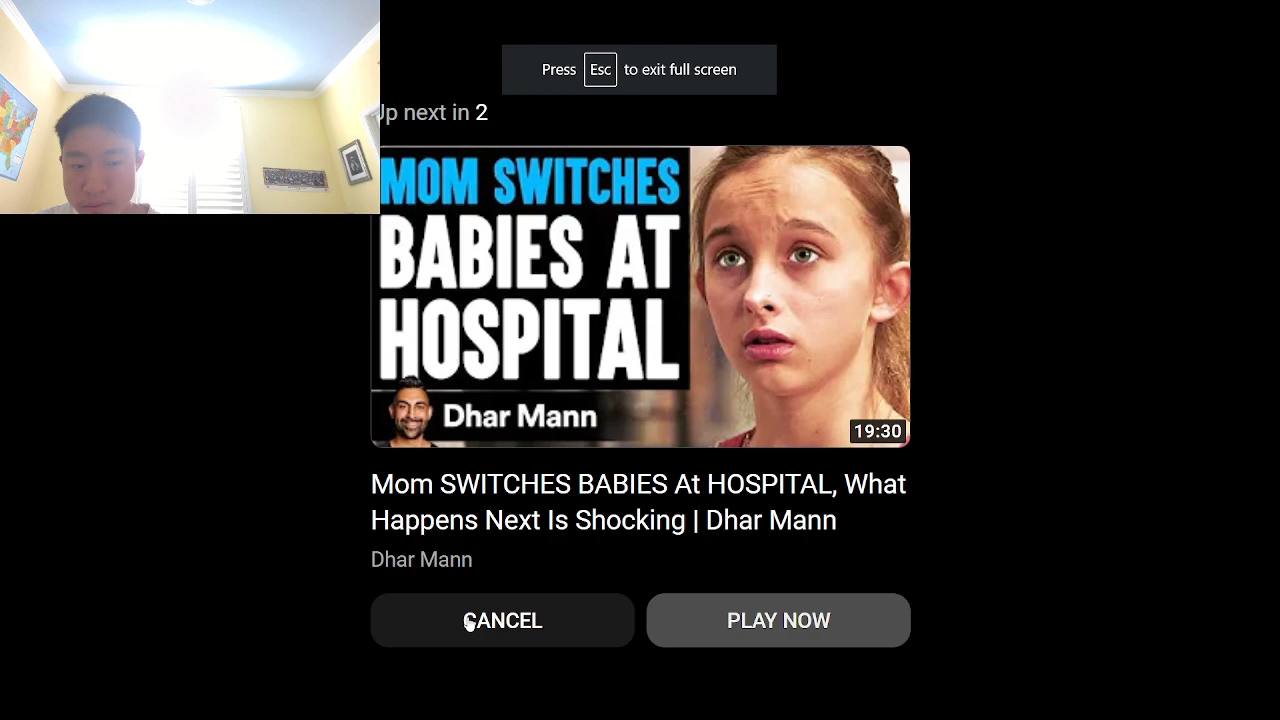 Press Esc to exit full screen
Up next in 2
MOM SWITCHES
BABIES AT
HOSPITAL
Dhar Mann
19:30
Mom SWITCHES BABIES At HOSPITAL, What
Happens Next Is Shocking | Dhar Mann
Dhar Mann
CANCEL
PLAY NOW